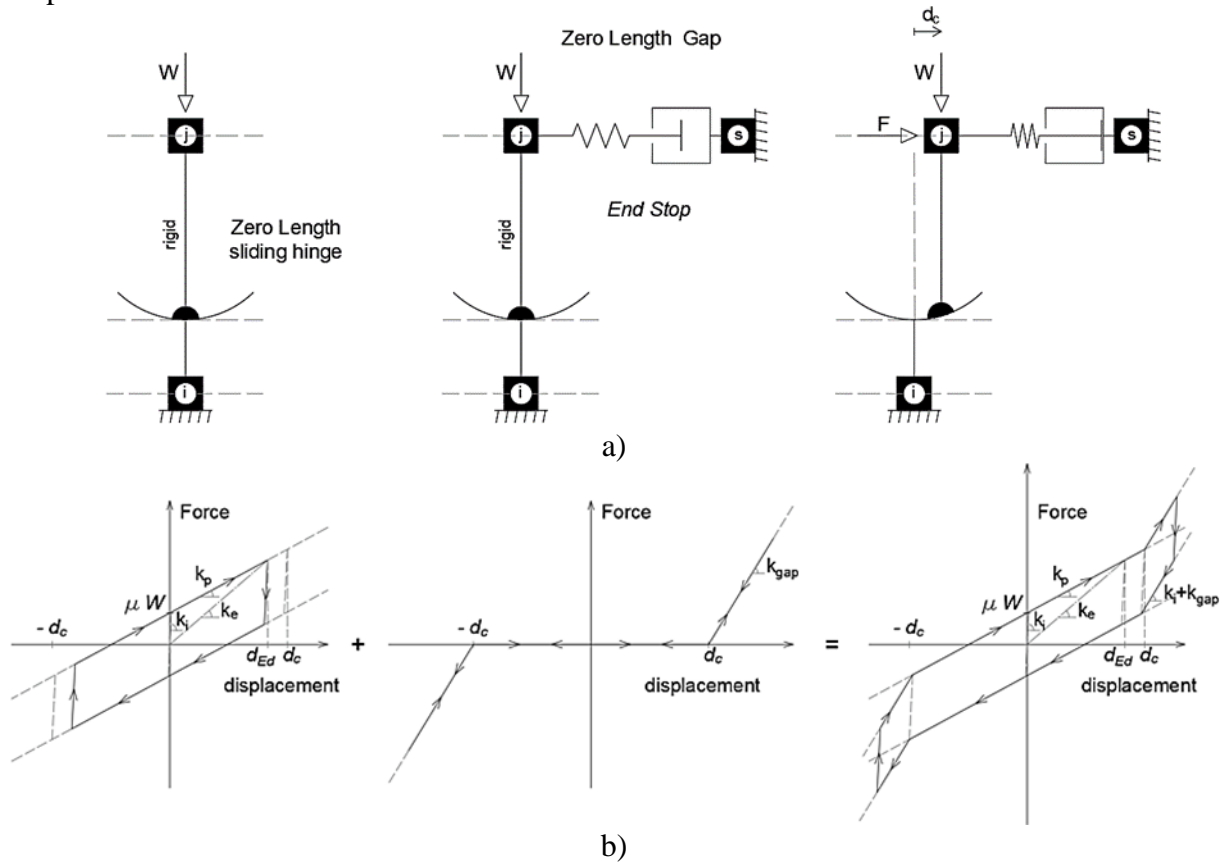 W
j
rigid
Zero Length
sliding hinge
i
Zero Length Gap
W
j
s
End Stop
rigid
i
d_c
W
F
j
s
i
a)
Force
k_p
μ W
k_i
k_e
- d_c
d_Ed
d_c
displacement
+
k_gap
- d_c
d_c
displacement
=
Force
k_p
μ W
k_i
k_e
k_i+k_gap
- d_c
d_Ed
d_c
displacement
Force
b)